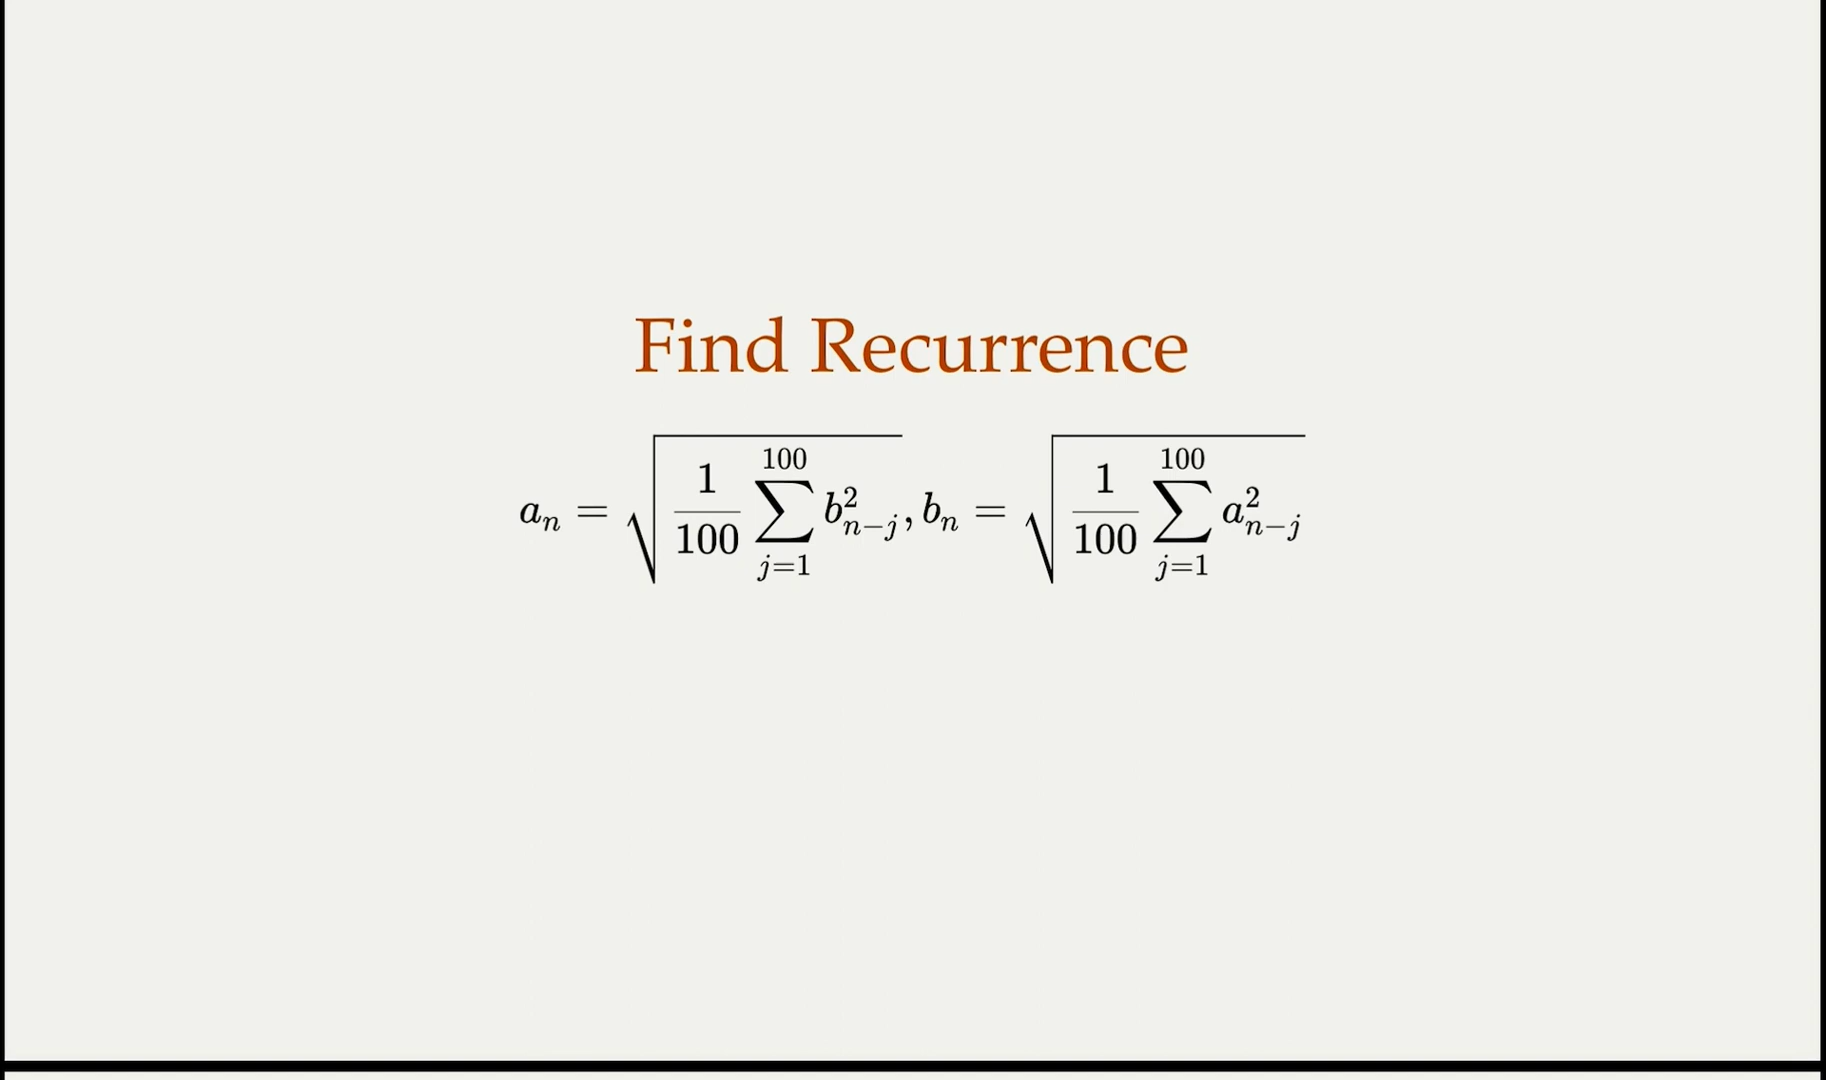 Find Recurrence
$a_n = \sqrt{\frac{1}{100} \sum_{j=1}^{100} b_{n-j}^2}, b_n = \sqrt{\frac{1}{100} \sum_{j=1}^{100} a_{n-j}^2}$